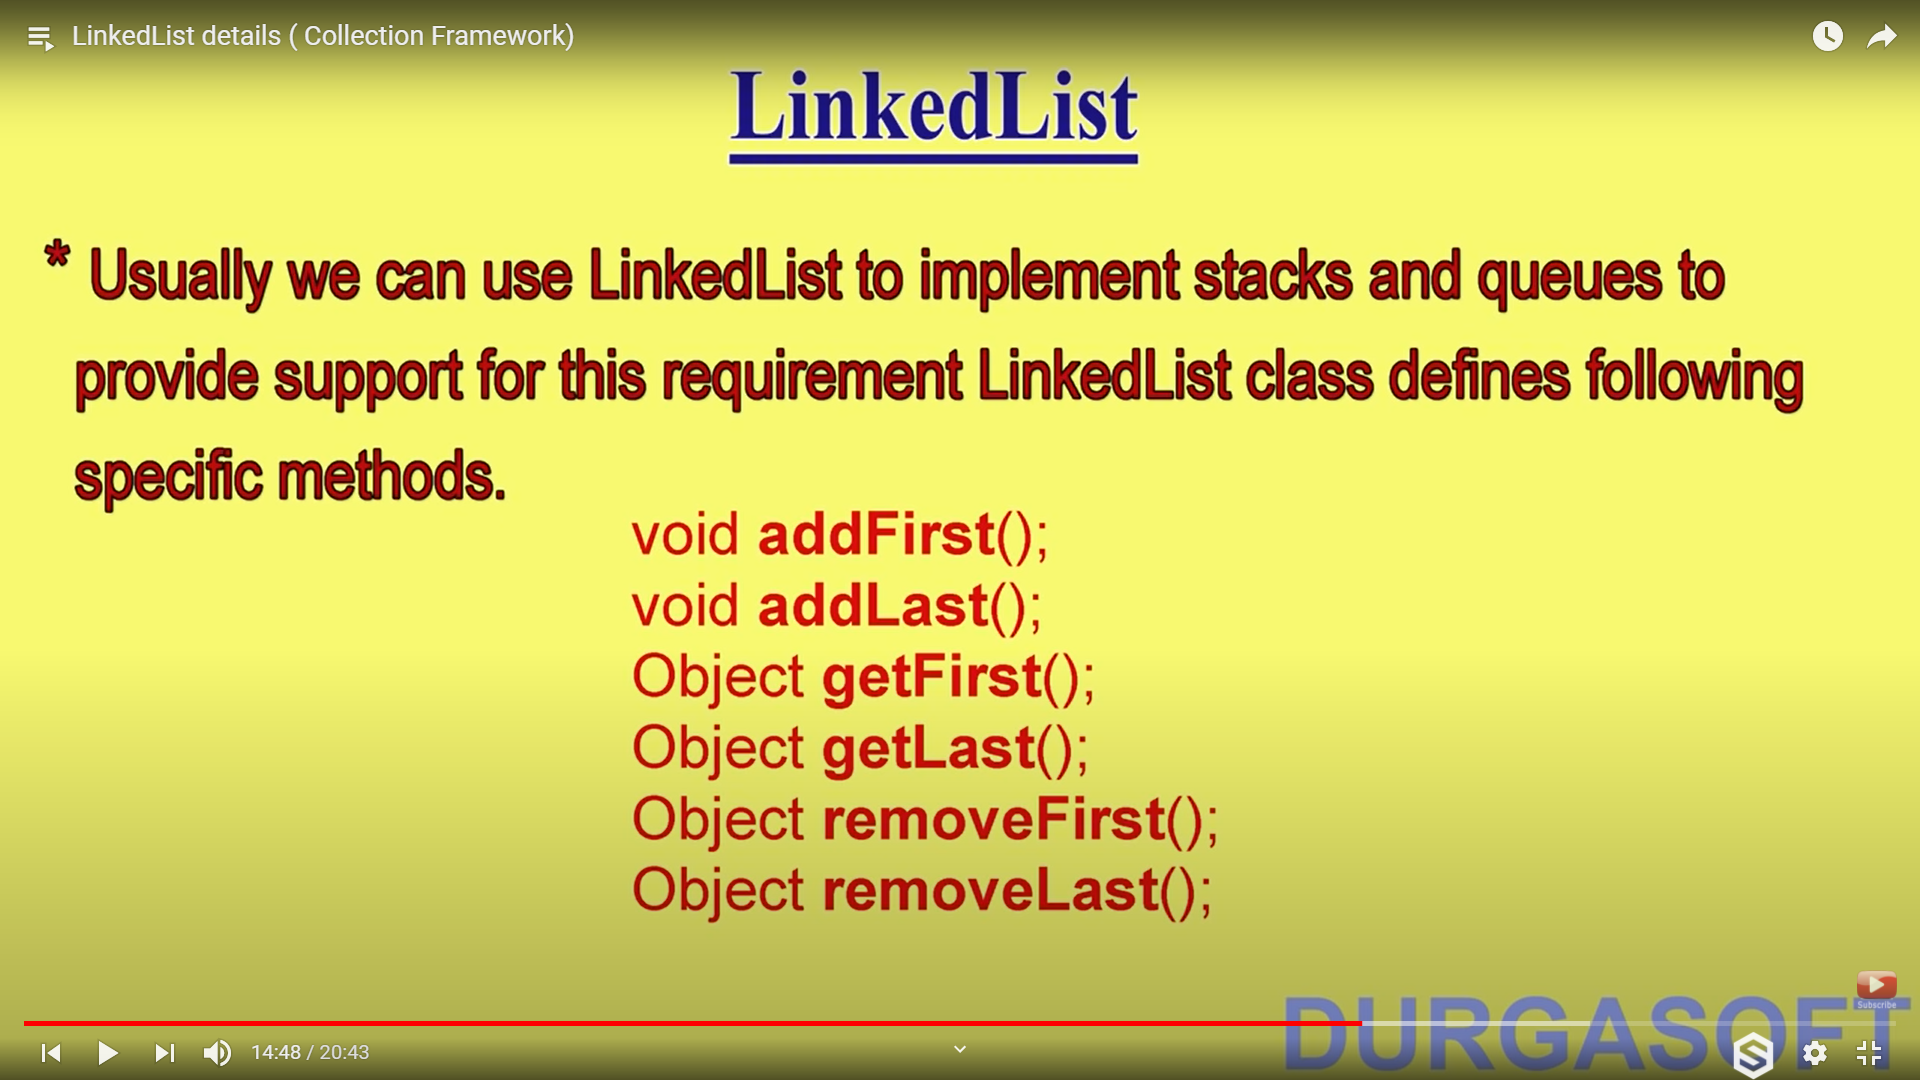 LinkedList details ( Collection Framework)
LinkedList
* Usually we can use LinkedList to implement stacks and queues to
provide support for this requirement LinkedList class defines following
specific methods.
void addFirst();
void addLast();
Object getFirst();
Object getLast();
Object removeFirst();
Object removeLast();
Subscribe
DURGASOFT
14:48 / 20:43